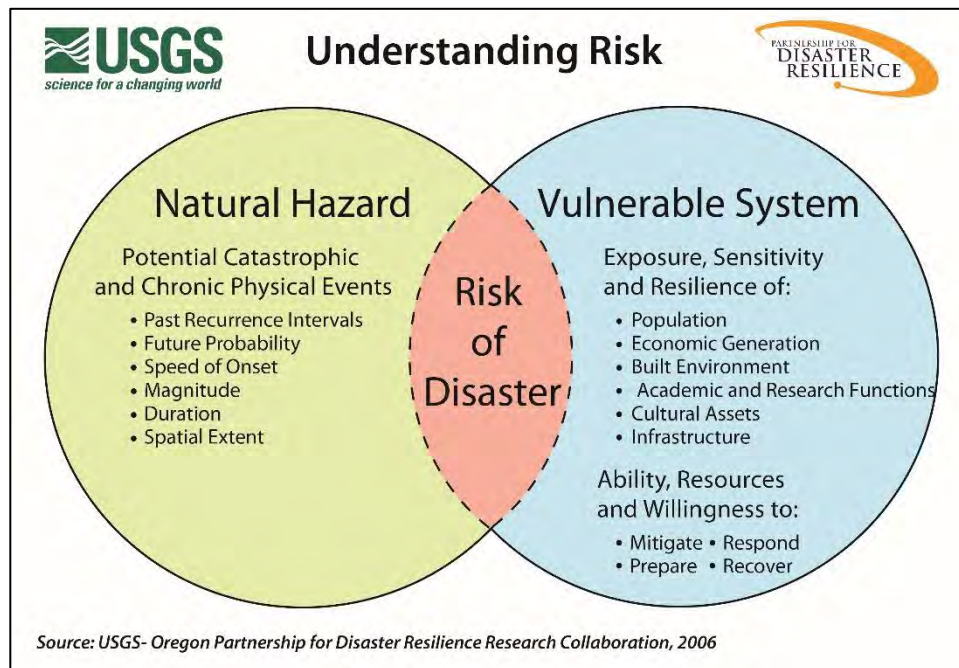 USGS
science for a changing world
Understanding Risk
PARTNERSHIP FOR
DISASTER
RESILIENCE
Natural Hazard
Potential Catastrophic
and Chronic Physical Events
• Past Recurrence Intervals
• Future Probability
• Speed of Onset
• Magnitude
• Duration
• Spatial Extent
Risk
of
Disaster
Vulnerable System
Exposure, Sensitivity
and Resilience of:
• Population
• Economic Generation
• Built Environment
• Academic and Research Functions
• Cultural Assets
• Infrastructure
Ability, Resources
and Willingness to:
• Mitigate • Respond
• Prepare • Recover
Source: USGS- Oregon Partnership for Disaster Resilience Research Collaboration, 2006